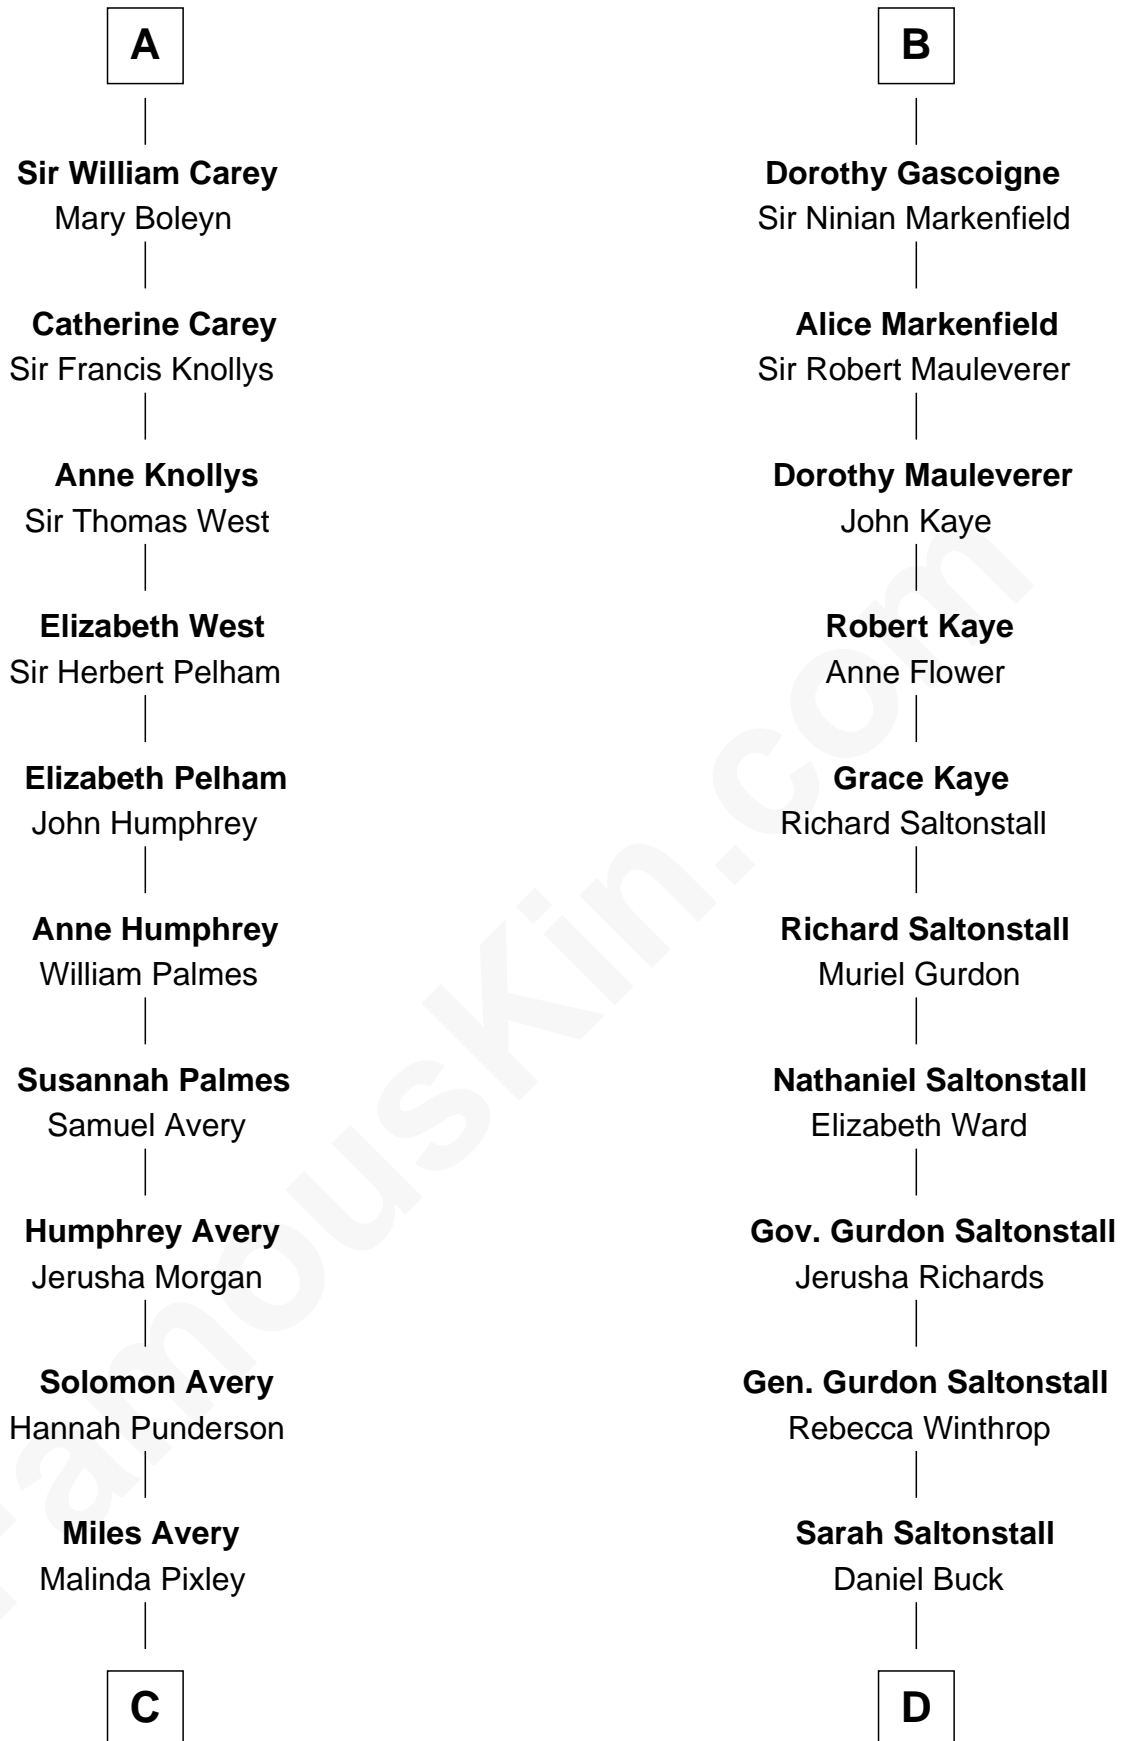 A
Sir William Carey
Mary Boleyn
Catherine Carey
Sir Francis Knollys
Anne Knollys
Sir Thomas West
Elizabeth West
Sir Herbert Pelham
Elizabeth Pelham
John Humphrey
Anne Humphrey
William Palmes
Susannah Palmes
Samuel Avery
Humphrey Avery
Jerusha Morgan
Solomon Avery
Hannah Punderson
Miles Avery
Malinda Pixley
C
B
Dorothy Gascoigne
Sir Ninian Markenfield
Alice Markenfield
Sir Robert Mauleverer
Dorothy Mauleverer
John Kaye
Robert Kaye
Anne Flower
Grace Kaye
Richard Saltonstall
Richard Saltonstall
Muriel Gurdon
Nathaniel Saltonstall
Elizabeth Ward
Gov. Gurdon Saltonstall
Jerusha Richards
Gen. Gurdon Saltonstall
Rebecca Winthrop
Sarah Saltonstall
Daniel Buck
D
FamousKin.com